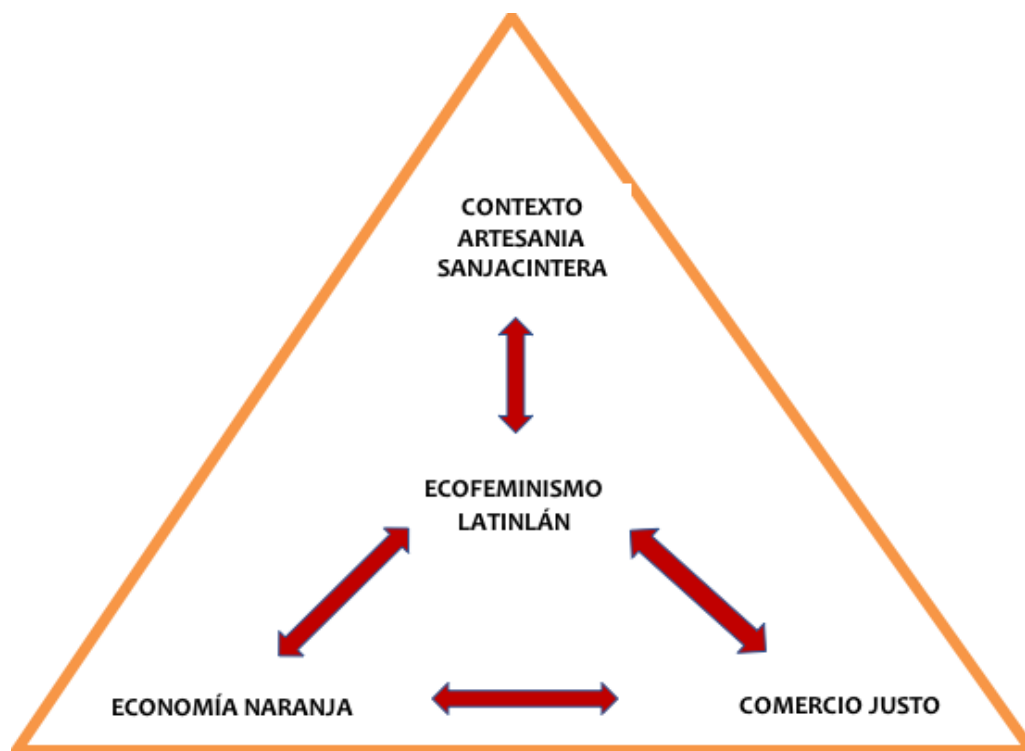 CONTEXTO
ARTESANIA
SANJACINTERA
ECOFEMINISMO
LATINLÁN
ECONOMÍA NARANJA
COMERCIO JUSTO